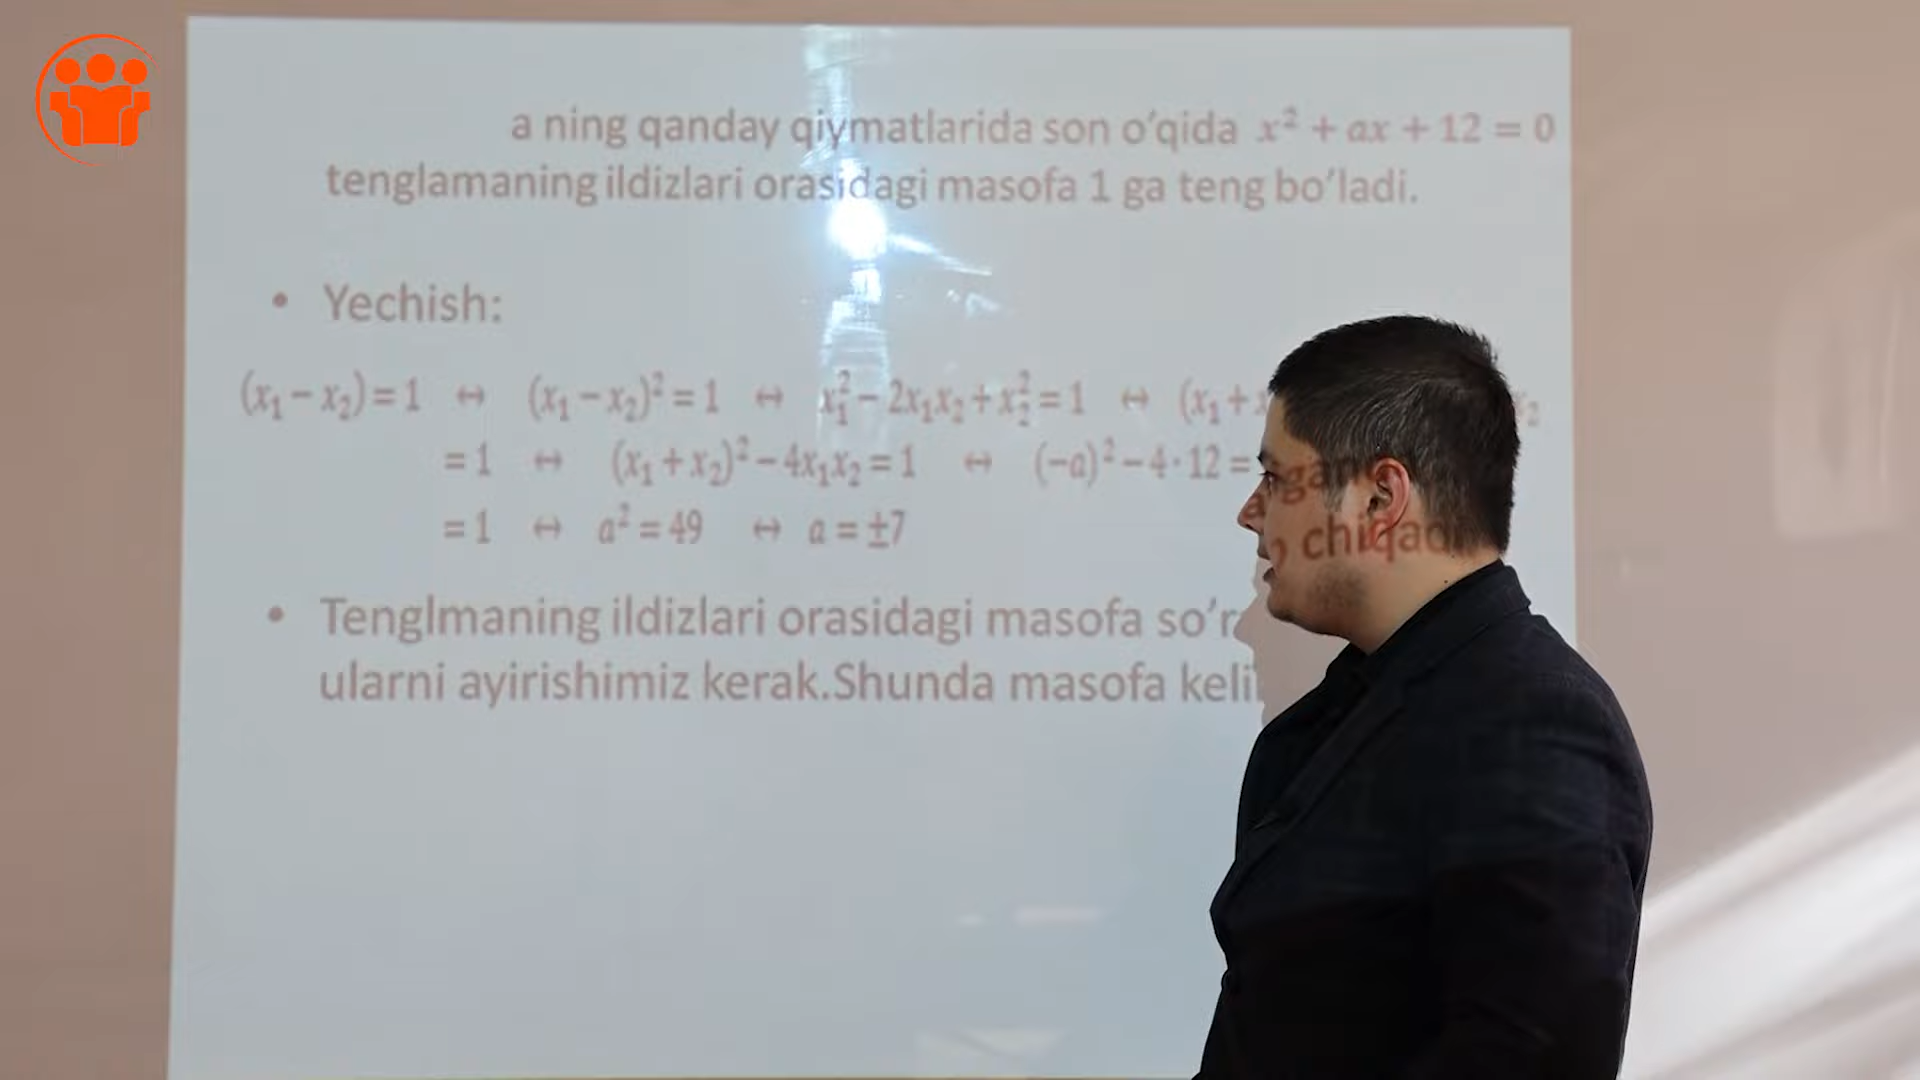 a ning qanday qiymatlarida son o'qida x² + ax + 12 = 0
tenglamaning ildizlari orasidagi masofa 1 ga teng bo'ladi.
• Yechish:
(x₁ − x₂) = 1 ↔ (x₁ − x₂)² = 1 ↔ x₁² − 2x₁x₂ + x₂² = 1 ↔ (x₁ +
= 1 ↔ (x₁ + x₂)² − 4x₁x₂ = 1 ↔ (−a)² − 4 · 12 =
= 1 ↔ a² = 49 ↔ a = ±7
• Tenglmaning ildizlari orasidagi masofa
ularni ayirishimiz kerak.Shunda masofa